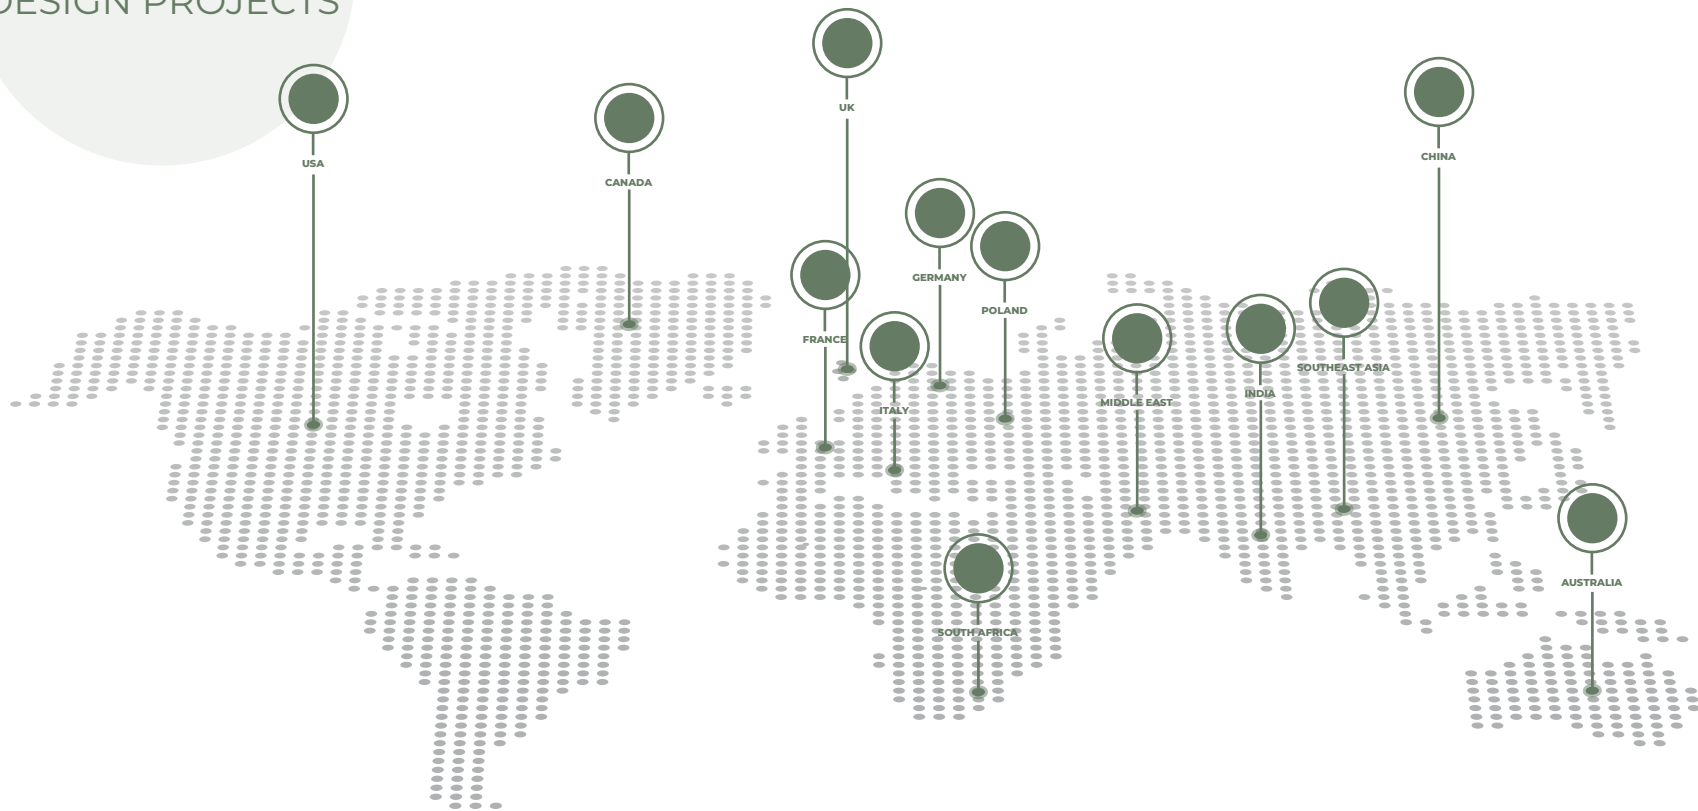 DESIGN PROJECTS
UK
CHINA
USA
CANADA
GERMANY
POLAND
FRANCE
SOUTHEAST ASIA
INDIA
MIDDLE EAST
ITALY
AUSTRALIA
SOUTH AFRICA